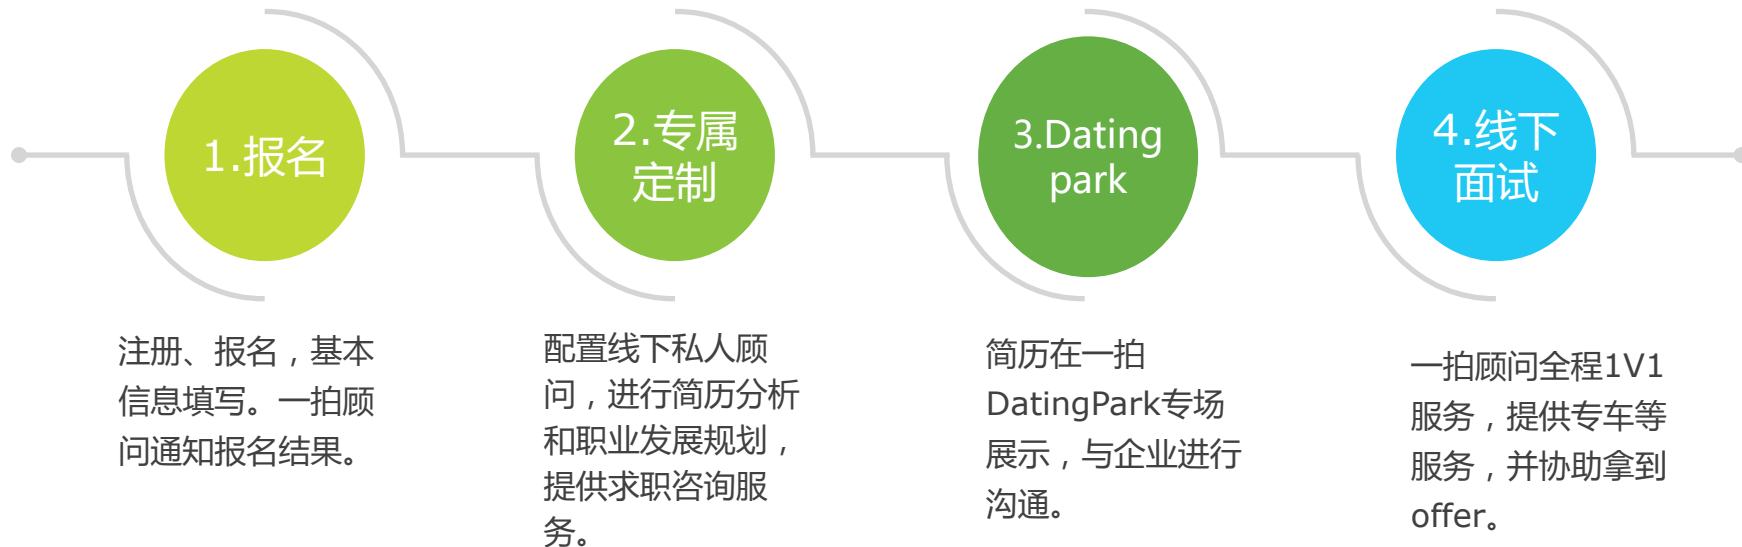 1.报名
2.专属
定制
3.Dating
park
4.线下
面试
注册、报名，基本
信息填写。一拍顾
问通知报名结果。
配置线下私人顾
问，进行简历分析
和职业发展规划，
提供求职咨询服
务。
简历在一拍
DatingPark专场
展示，与企业进行
沟通。
一拍顾问全程1V1
服务，提供专车等
服务，并协助拿到
offer。